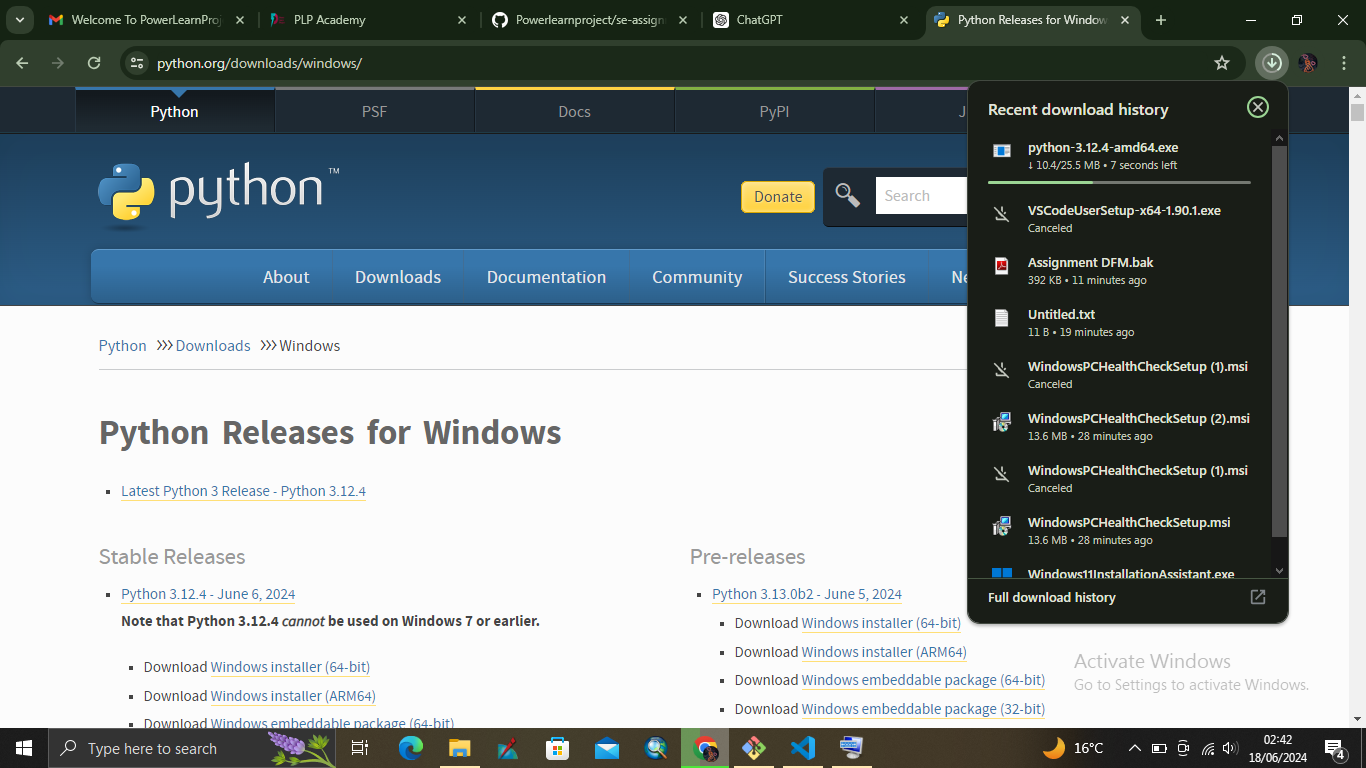 Welcome To PowerLearnProj
PLP Academy
Powerlearnproject/se-assign
ChatGPT
Python Releases for Window
python.org/downloads/windows/
Python
PSF
Docs
PyPI
J
Recent download history
python-3.12.4-amd64.exe
↓ 10.4/25.5 MB • 7 seconds left
VSCodeUserSetup-x64-1.90.1.exe
Canceled
Assignment DFM.bak
392 KB • 11 minutes ago
Untitled.txt
11 B • 19 minutes ago
WindowsPCHealthCheckSetup (1).msi
Canceled
WindowsPCHealthCheckSetup (2).msi
13.6 MB • 28 minutes ago
WindowsPCHealthCheckSetup (1).msi
Canceled
WindowsPCHealthCheckSetup.msi
13.6 MB • 28 minutes ago
Windows11InstallationAssistant.exe
Full download history
python™
Donate
Search
About
Downloads
Documentation
Community
Success Stories
Ne
Python >>> Downloads >>> Windows
Python Releases for Windows
Latest Python 3 Release - Python 3.12.4
Stable Releases
Python 3.12.4 - June 6, 2024
Note that Python 3.12.4 cannot be used on Windows 7 or earlier.
Download Windows installer (64-bit)
Download Windows installer (ARM64)
Download Windows embeddable package (64-bit)
Pre-releases
Python 3.13.0b2 - June 5, 2024
Download Windows installer (64-bit)
Download Windows installer (ARM64)
Download Windows embeddable package (64-bit)
Download Windows embeddable package (32-bit)
Activate Windows
Go to Settings to activate Windows.
Type here to search
16°C
02:42
18/06/2024
4